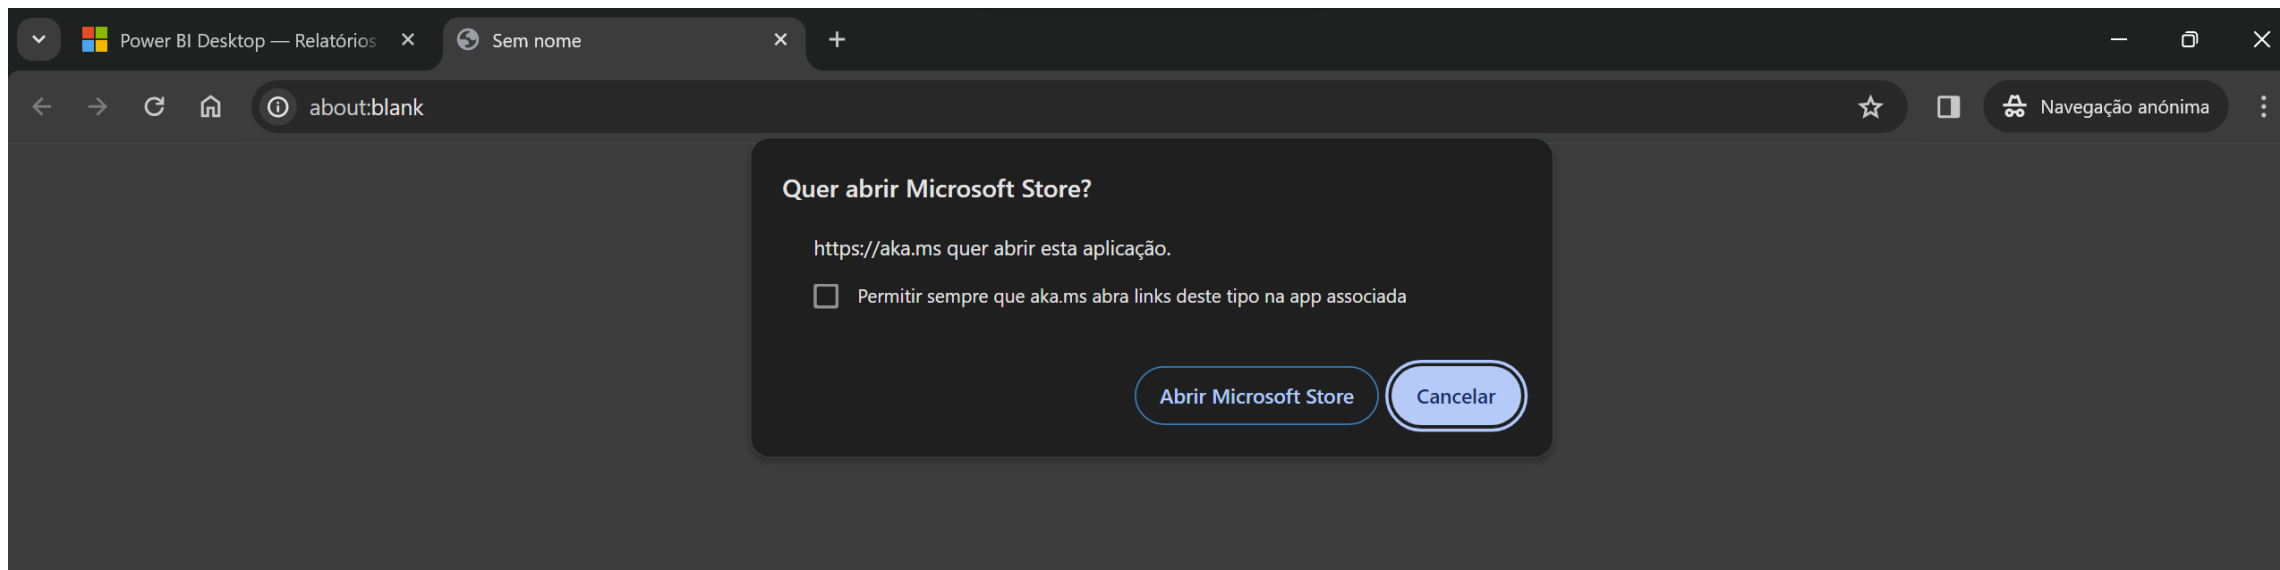 Power BI Desktop — Relatórios
Sem nome
about:blank
Navegação anónima
Quer abrir Microsoft Store?
https://aka.ms quer abrir esta aplicação.
Permitir sempre que aka.ms abra links deste tipo na app associada
Abrir Microsoft Store
Cancelar